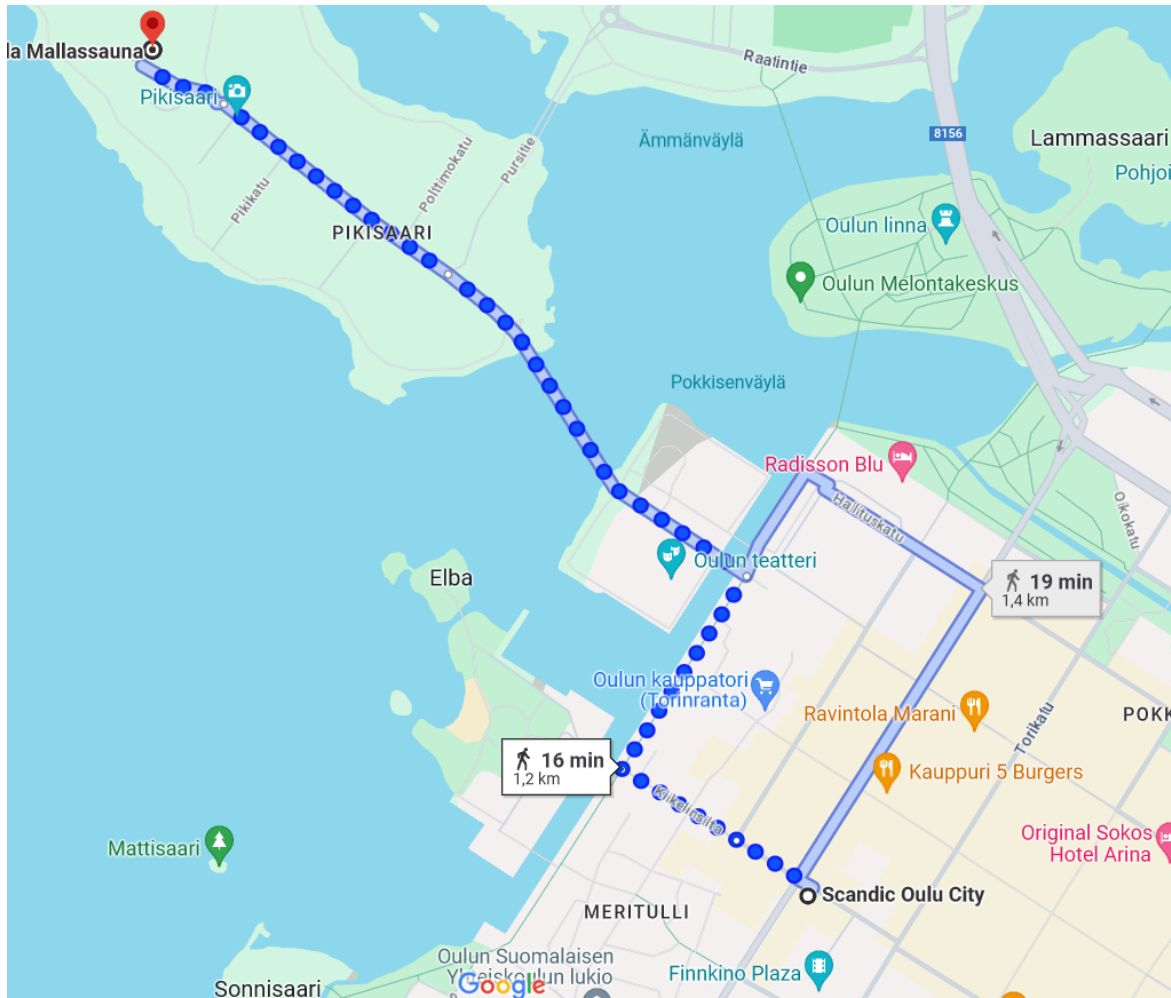 la Mallassauna
Raatintie
Pikisaari
Ämmänväylä
8156
Lammassaari
Pohjoi
Pikikatu
Polttimokatu
Pursitie
PIKISAARI
Oulun linna
Oulun Melontakeskus
Pokkisenväylä
Radisson Blu
Hallituskatu
Oikokatu
Oulun teatteri
Elba
19 min
1,4 km
Oulun kauppatori
(Torinranta)
Ravintola Marani
Torikatu
POKK
16 min
1,2 km
Kauppuri 5 Burgers
Kiikelinsilta
Mattisaari
Original Sokos
Hotel Arina
Scandic Oulu City
MERITULLI
Oulun Suomalaisen
Yhteiskoulun lukio
Finnkino Plaza
Google
Sonnisaari